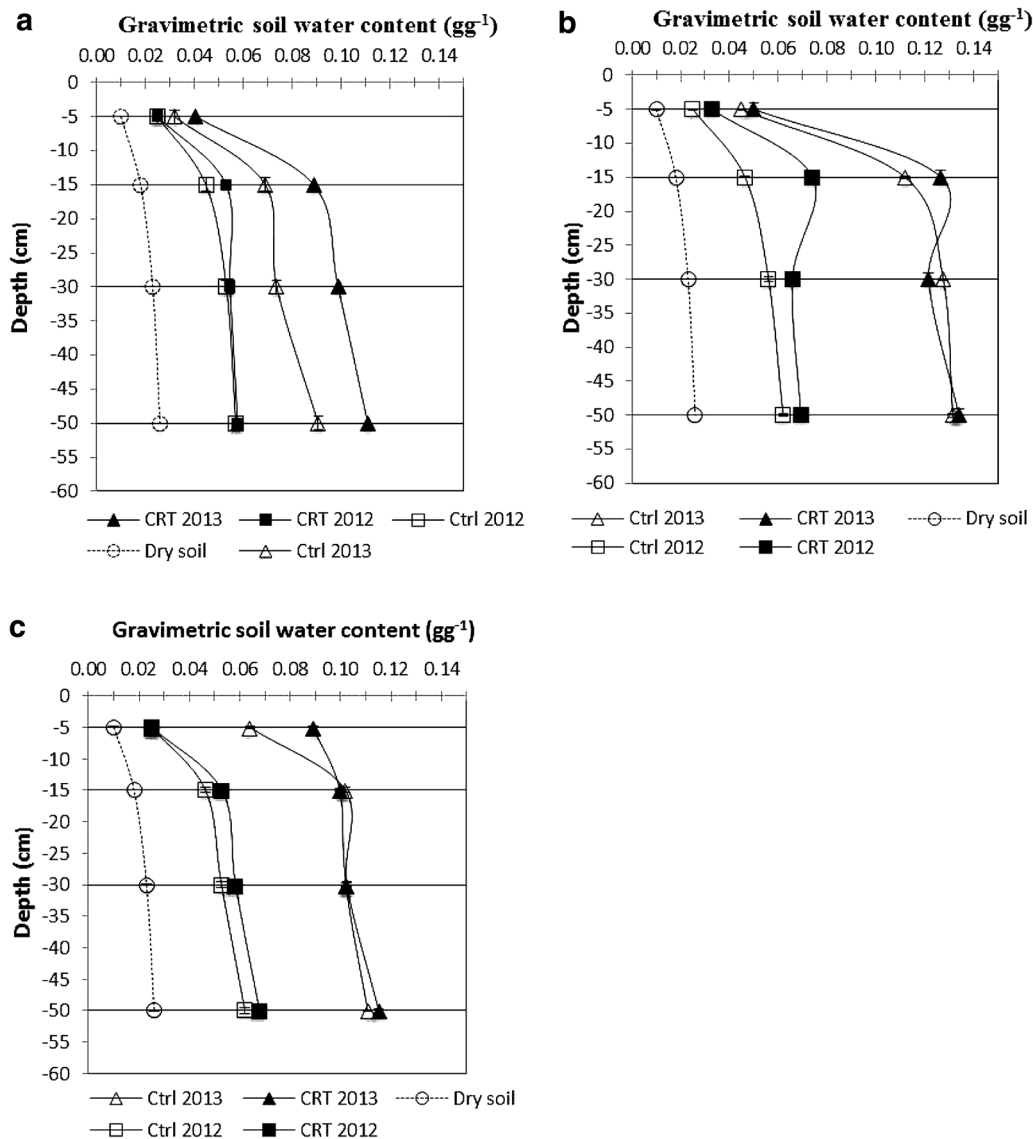 a
Gravimetric soil water content (gg-1)
0.00 0.02 0.04 0.06 0.08 0.10 0.12 0.14
0
-5
-10
-15
-20
-25
-30
-35
-40
-45
-50
-55
-60
Depth (cm)
CRT 2013 CRT 2012 Ctrl 2012
Dry soil Ctrl 2013
b
Gravimetric soil water content (gg-1)
0.00 0.02 0.04 0.06 0.08 0.10 0.12 0.14
0
-5
-10
-15
-20
-25
-30
-35
-40
-45
-50
-55
-60
Depth (cm)
Ctrl 2013 CRT 2013 Dry soil
Ctrl 2012 CRT 2012
c
Gravimetric soil water content (gg-1)
0.00 0.02 0.04 0.06 0.08 0.10 0.12 0.14
0
-5
-10
-15
-20
-25
-30
-35
-40
-45
-50
-55
-60
Depth (cm)
Ctrl 2013 CRT 2013 Dry soil
Ctrl 2012 CRT 2012